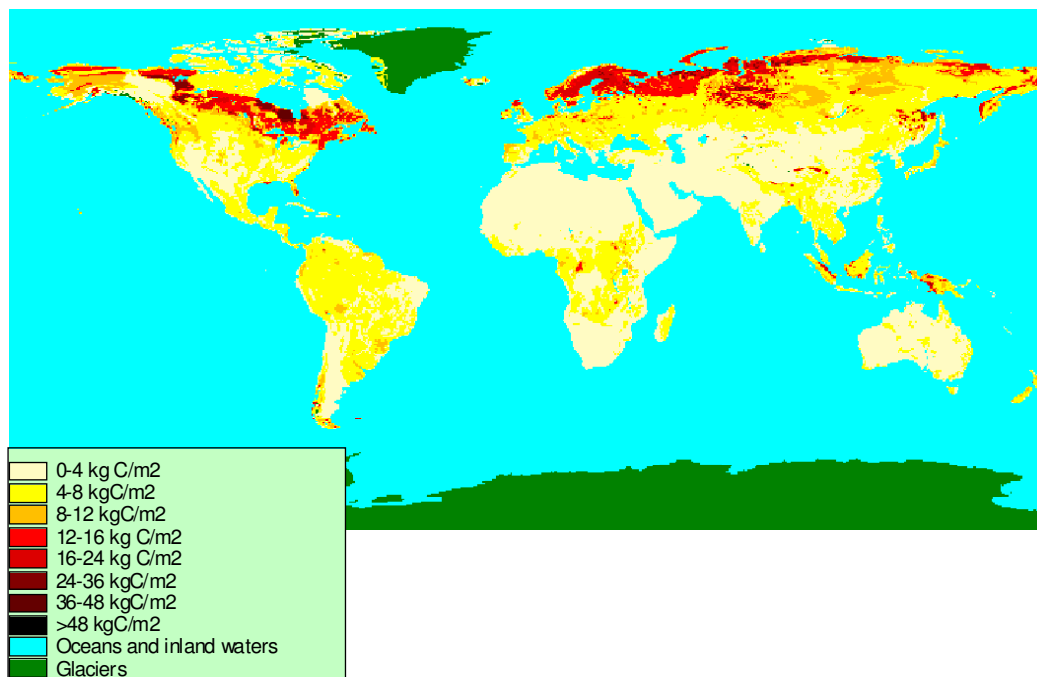 0-4 kg C/m2
4-8 kgC/m2
8-12 kgC/m2
12-16 kg C/m2
16-24 kg C/m2
24-36 kgC/m2
36-48 kgC/m2
>48 kgC/m2
Oceans and inland waters
Glaciers